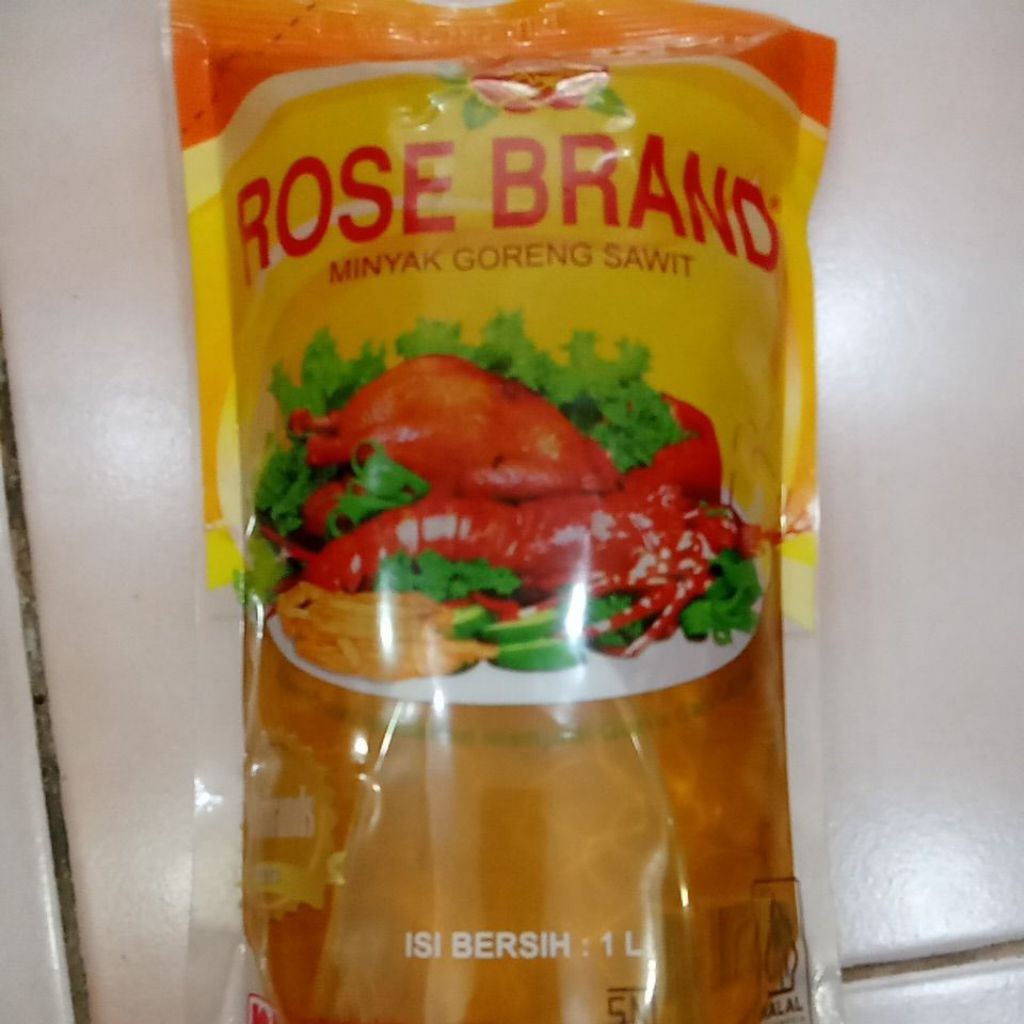 ROSE BRAND®
MINYAK GORENG SAWIT
ISI BERSIH : 1 L
HALAL